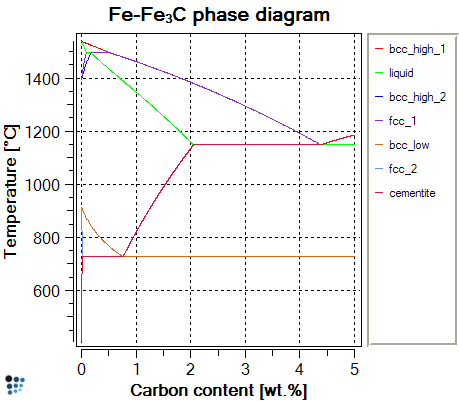 Fe-Fe₃C phase diagram
bcc_high_1
liquid
bcc_high_2
fcc_1
bcc_low
fcc_2
cementite
Temperature [°C]
1400
1200
1000
800
600
0 1 2 3 4 5
Carbon content [wt.%]